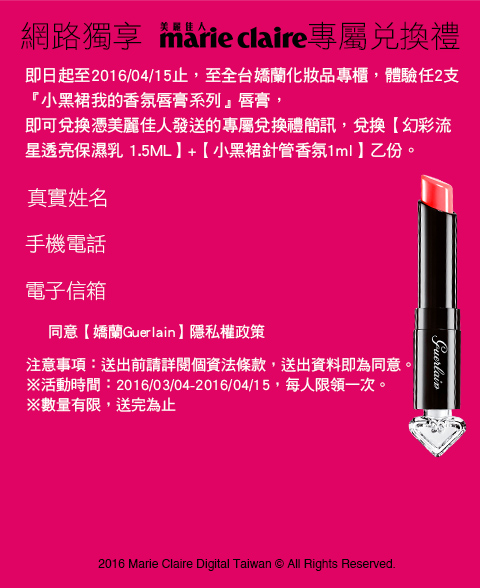 網路獨享 美麗佳人 marie claire專屬兌換禮
即日起至2016/04/15止，至全台嬌蘭化妝品專櫃，體驗任2支
『小黑裙我的香氛唇膏系列』唇膏，
即可兌換憑美麗佳人發送的專屬兌換禮簡訊，兌換【幻彩流
星透亮保濕乳 1.5ML】+【小黑裙針管香氛1ml】乙份。
真實姓名
手機電話
電子信箱
同意【嬌蘭Guerlain】隱私權政策
注意事項：送出前請詳閱個資法條款，送出資料即為同意。
※活動時間：2016/03/04-2016/04/15，每人限領一次。
※數量有限，送完為止
Guerlain
2016 Marie Claire Digital Taiwan © All Rights Reserved.